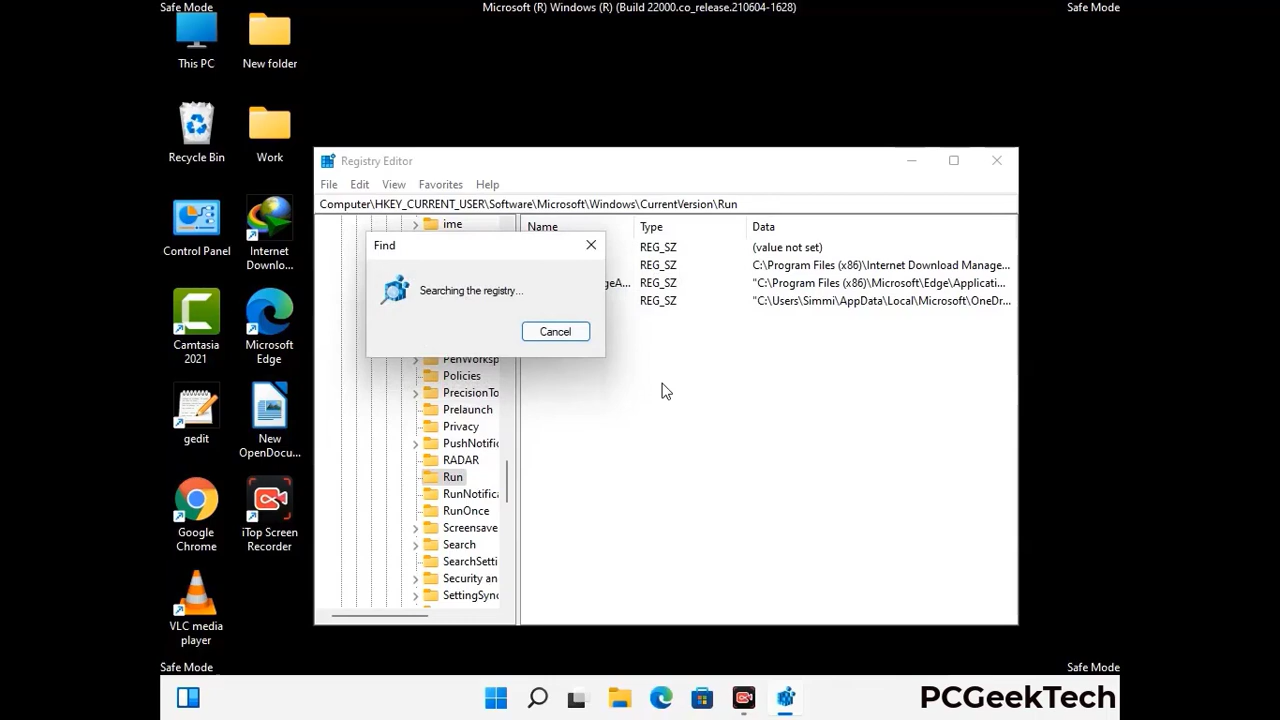 Safe Mode
Microsoft (R) Windows (R) (Build 22000.co_release.210604-1628)
Safe Mode
This PC
New folder
Recycle Bin
Work
Control Panel
Internet
Downlo...
Camtasia
2021
Microsoft
Edge
gedit
New
OpenDocu...
Google
Chrome
iTop Screen
Recorder
VLC media
player
Registry Editor
File Edit View Favorites Help
Computer\HKEY_CURRENT_USER\Software\Microsoft\Windows\CurrentVersion\Run
ime
Find
Searching the registry...
Cancel
PenWorksp
Policies
PrecisionTo
Prelaunch
Privacy
PushNotific
RADAR
Run
RunNotifica
RunOnce
Screensave
Search
SearchSetti
Security an
SettingSync
Name Type Data
REG_SZ (value not set)
REG_SZ C:\Program Files (x86)\Internet Download Manage...
geA... REG_SZ "C:\Program Files (x86)\Microsoft\Edge\Applicati...
REG_SZ "C:\Users\Simmi\AppData\Local\Microsoft\OneDr...
Safe Mode
Safe Mode
PCGeekTech